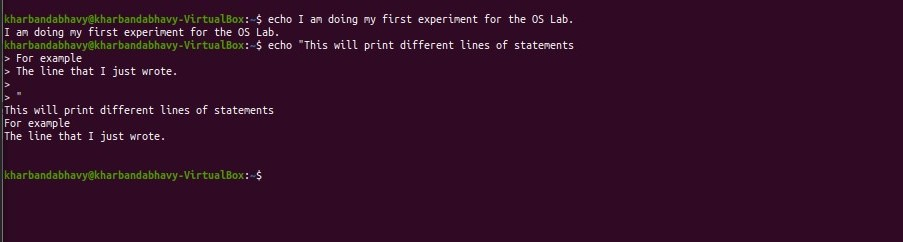 kharbandabhavy@kharbandabhavy-VirtualBox:~$ echo I am doing my first experiment for the OS Lab.
I am doing my first experiment for the OS Lab.
kharbandabhavy@kharbandabhavy-VirtualBox:~$ echo "This will print different lines of statements
> For example
> The line that I just wrote.
>
> "
This will print different lines of statements
For example
The line that I just wrote.
kharbandabhavy@kharbandabhavy-VirtualBox:~$